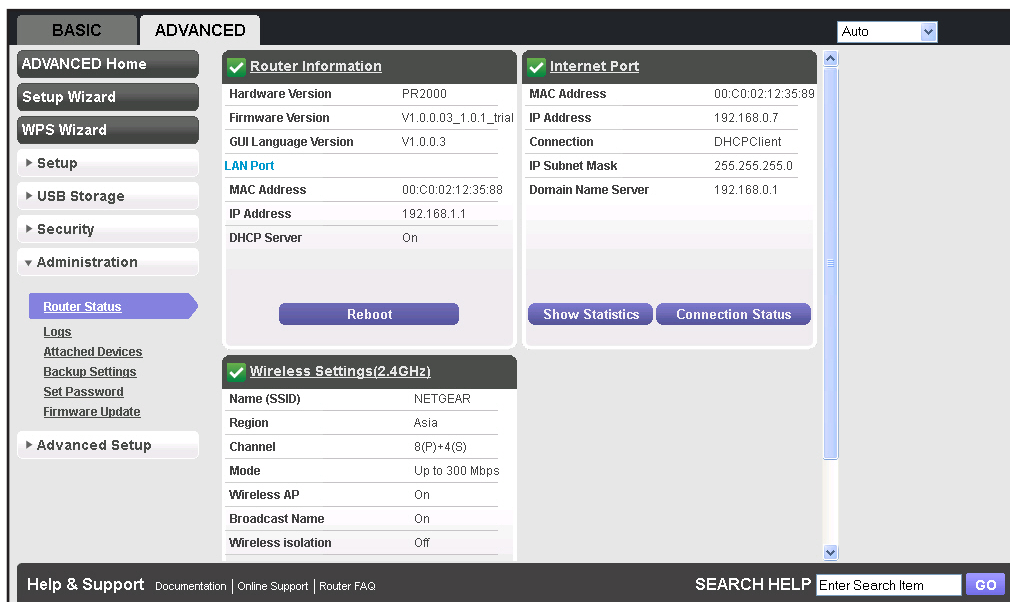 BASIC
ADVANCED
Auto
ADVANCED Home
Setup Wizard
WPS Wizard
Setup
USB Storage
Security
Administration
Router Status
Logs
Attached Devices
Backup Settings
Set Password
Firmware Update
Advanced Setup
Router Information
Hardware Version PR2000
Firmware Version V1.0.0.03_1.0.1_trial
GUI Language Version V1.0.0.3
LAN Port
MAC Address 00:C0:02:12:35:88
IP Address 192.168.1.1
DHCP Server On
Reboot
Internet Port
MAC Address 00:C0:02:12:35:89
IP Address 192.168.0.7
Connection DHCPClient
IP Subnet Mask 255.255.255.0
Domain Name Server 192.168.0.1
Show Statistics
Connection Status
Wireless Settings(2.4GHz)
Name (SSID) NETGEAR
Region Asia
Channel 8(P)+4(S)
Mode Up to 300 Mbps
Wireless AP On
Broadcast Name On
Wireless isolation Off
Help & Support Documentation | Online Support | Router FAQ
SEARCH HELP Enter Search Item GO